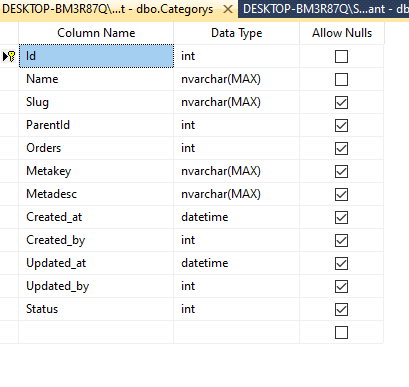 DESKTOP-BM3R87Q\...t - dbo.Categorys DESKTOP-BM3R87Q\S...ant - db
Column Name Data Type Allow Nulls
Id int
Name nvarchar(MAX)
Slug nvarchar(MAX)
ParentId int
Orders int
Metakey nvarchar(MAX)
Metadesc nvarchar(MAX)
Created_at datetime
Created_by int
Updated_at datetime
Updated_by int
Status int